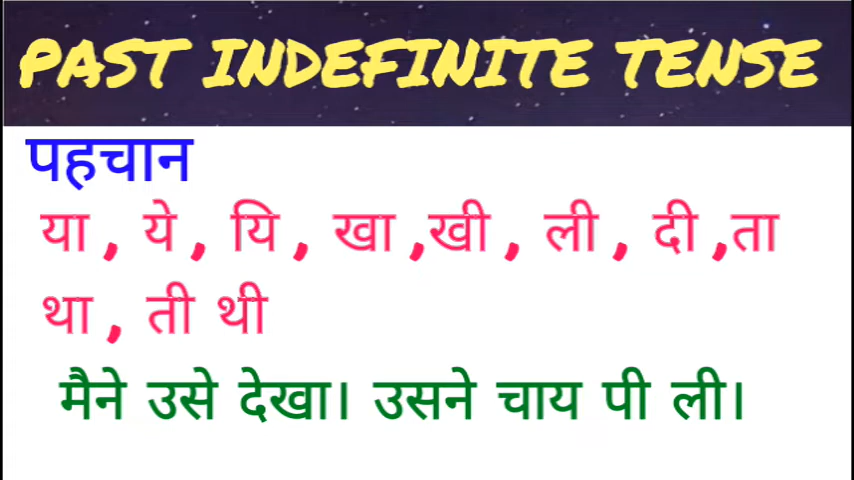 PAST INDEFINITE TENSE
पहचान
या , ये , यि , खा ,खी , ली , दी ,ता
था , ती थी
मैने उसे देखा। उसने चाय पी ली।